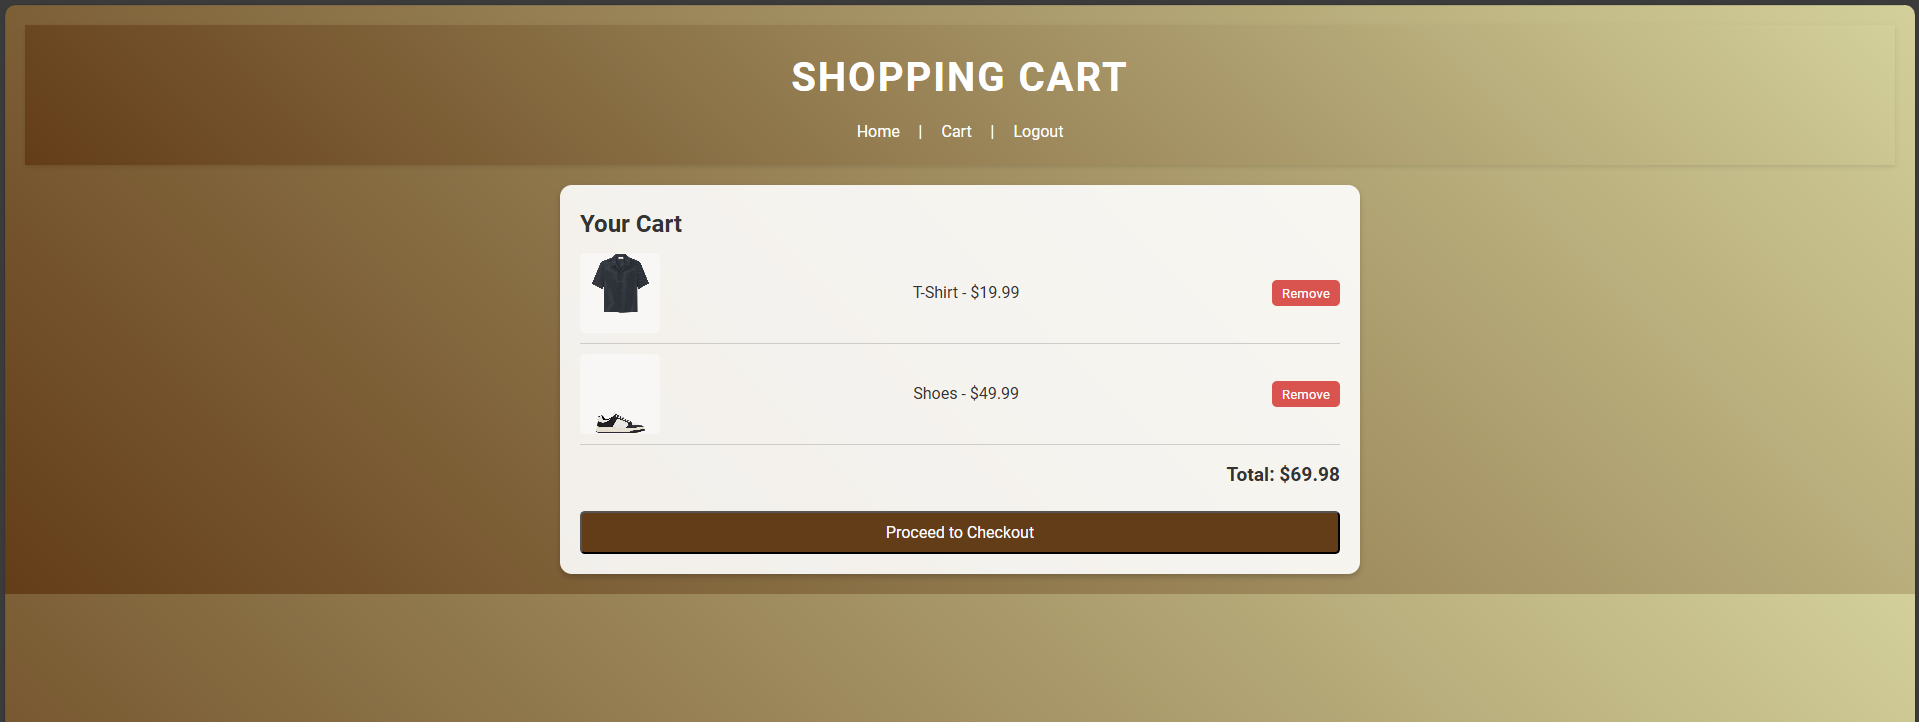 SHOPPING CART
Home | Cart | Logout
Your Cart
T-Shirt - $19.99
Remove
Shoes - $49.99
Remove
Total: $69.98
Proceed to Checkout